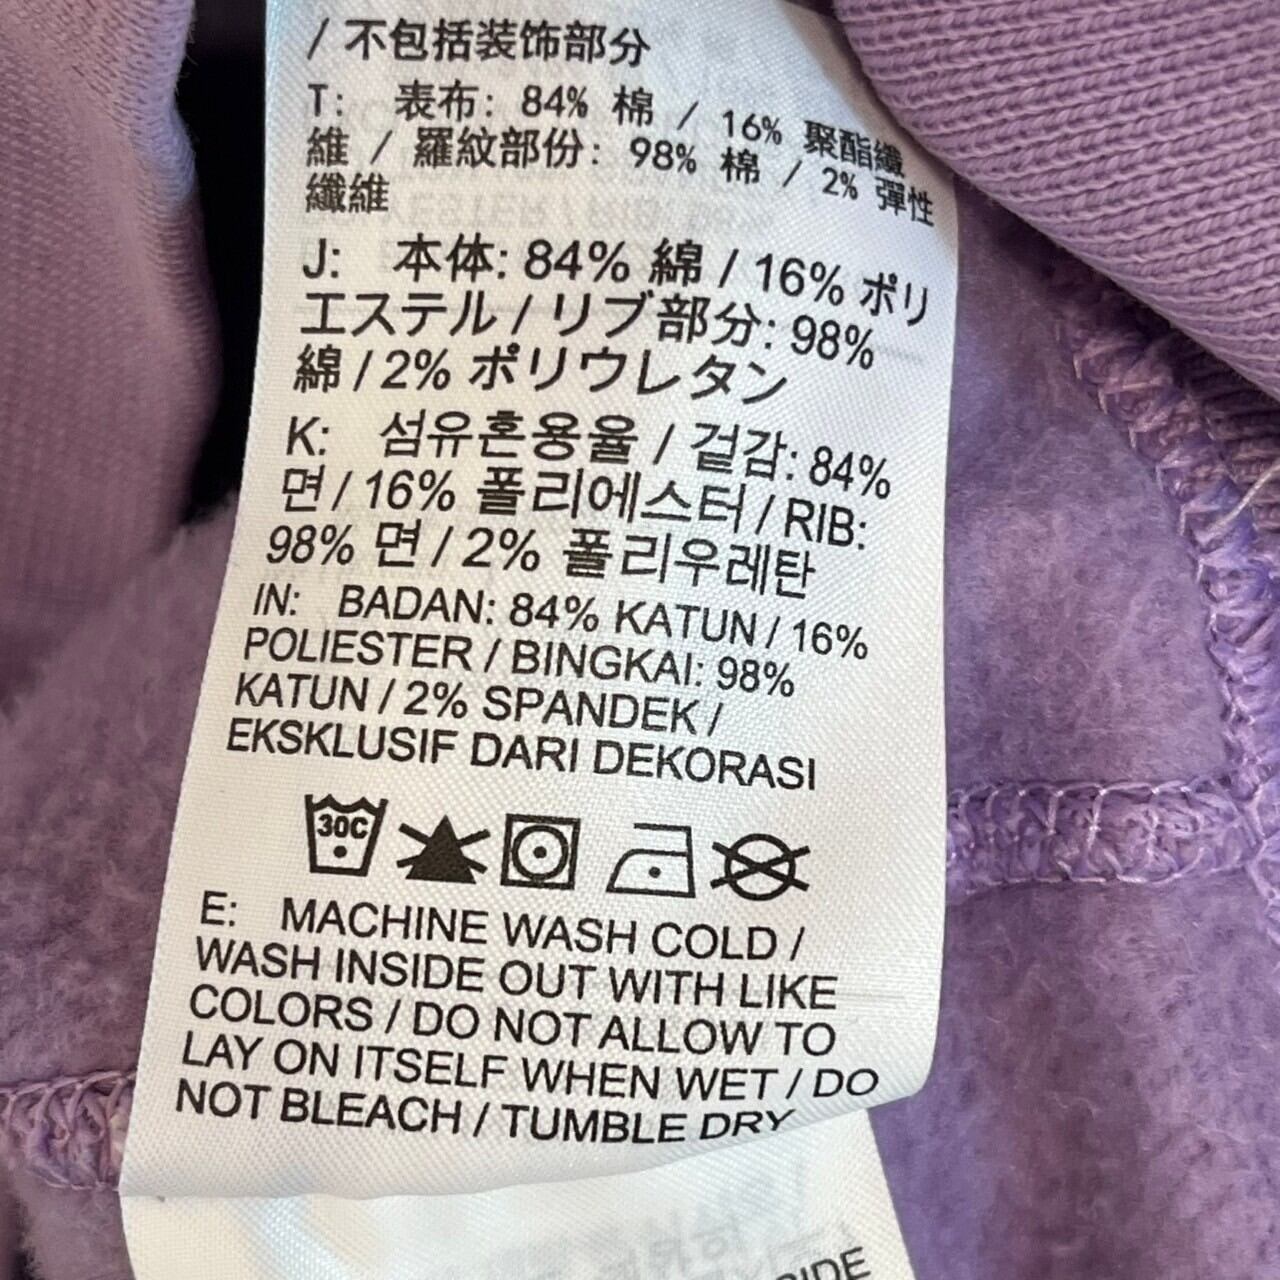 / 不包括装饰部分
T: 表布: 84% 棉 / 16% 聚酯纖
維 / 羅紋部份: 98% 棉 / 2% 彈性
纖維
J: 本体: 84% 綿 / 16% ポリ
エステル / リブ部分: 98%
綿 / 2% ポリウレタン
K: 섬유혼용율 / 겉감: 84%
면 / 16% 폴리에스터 / RIB:
98% 면 / 2% 폴리우레탄
IN: BADAN: 84% KATUN / 16%
POLIESTER / BINGKAI: 98%
KATUN / 2% SPANDEK /
EKSKLUSIF DARI DEKORASI
30C
E: MACHINE WASH COLD /
WASH INSIDE OUT WITH LIKE
COLORS / DO NOT ALLOW TO
LAY ON ITSELF WHEN WET / DO
NOT BLEACH / TUMBLE DRY